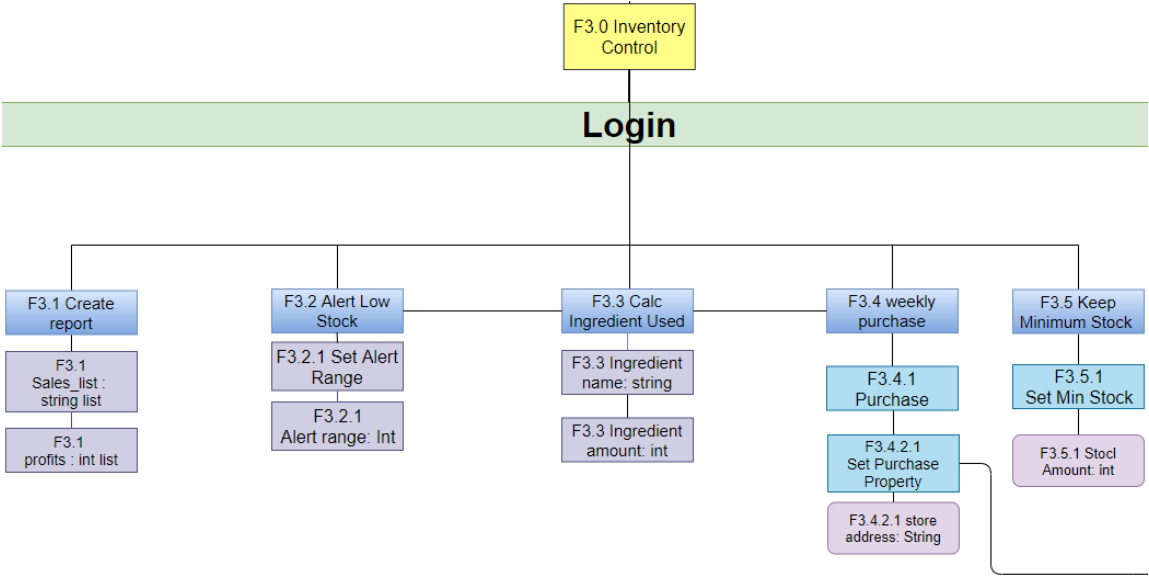 F3.0 Inventory
Control
Login
F3.1 Create
report
F3.1
Sales_list :
string list
F3.1
profits : int list
F3.2 Alert Low
Stock
F3.2.1 Set Alert
Range
F3.2.1
Alert range: Int
F3.3 Calc
Ingredient Used
F3.3 Ingredient
name: string
F3.3 Ingredient
amount: int
F3.4 weekly
purchase
F3.4.1
Purchase
F3.4.2.1
Set Purchase
Property
F3.4.2.1 store
address: String
F3.5 Keep
Minimum Stock
F3.5.1
Set Min Stock
F3.5.1 Stocl
Amount: int